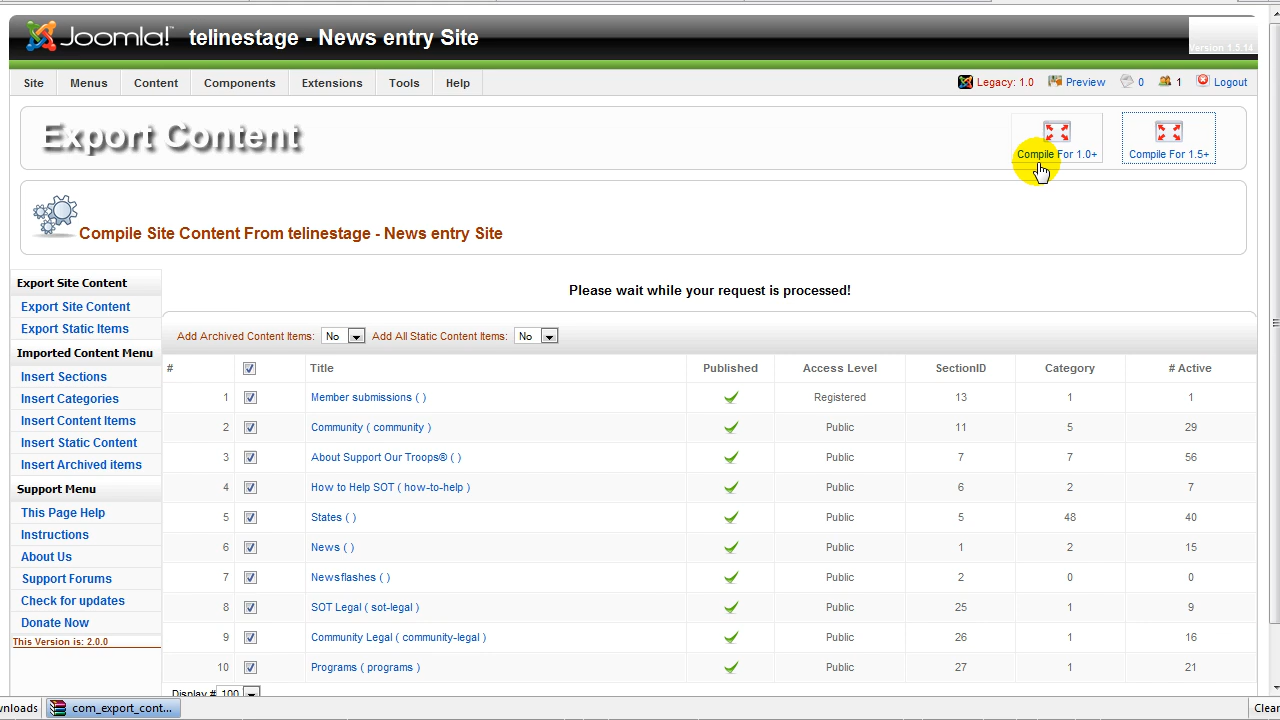 Joomla!™ telinestage - News entry Site
Version 1.5.14
Site Menus Content Components Extensions Tools Help Legacy: 1.0 Preview 0 1 Logout
Export Content
Compile For 1.0+ Compile For 1.5+
Compile Site Content From telinestage - News entry Site
Export Site Content
Export Site Content
Export Static Items
Imported Content Menu
Insert Sections
Insert Categories
Insert Content Items
Insert Static Content
Insert Archived items
Support Menu
This Page Help
Instructions
About Us
Support Forums
Check for updates
Donate Now
This Version is: 2.0.0
Please wait while your request is processed!
Add Archived Content Items: No Add All Static Content Items: No
# Title Published Access Level SectionID Category # Active
1 Member submissions ( ) Registered 13 1 1
2 Community ( community ) Public 11 5 29
3 About Support Our Troops® ( ) Public 7 7 56
4 How to Help SOT ( how-to-help ) Public 6 2 7
5 States ( ) Public 5 48 40
6 News ( ) Public 1 2 15
7 Newsflashes ( ) Public 2 0 0
8 SOT Legal ( sot-legal ) Public 25 1 9
9 Community Legal ( community-legal ) Public 26 1 16
10 Programs ( programs ) Public 27 1 21
Display # 100
wnloads com_export_cont... Clear